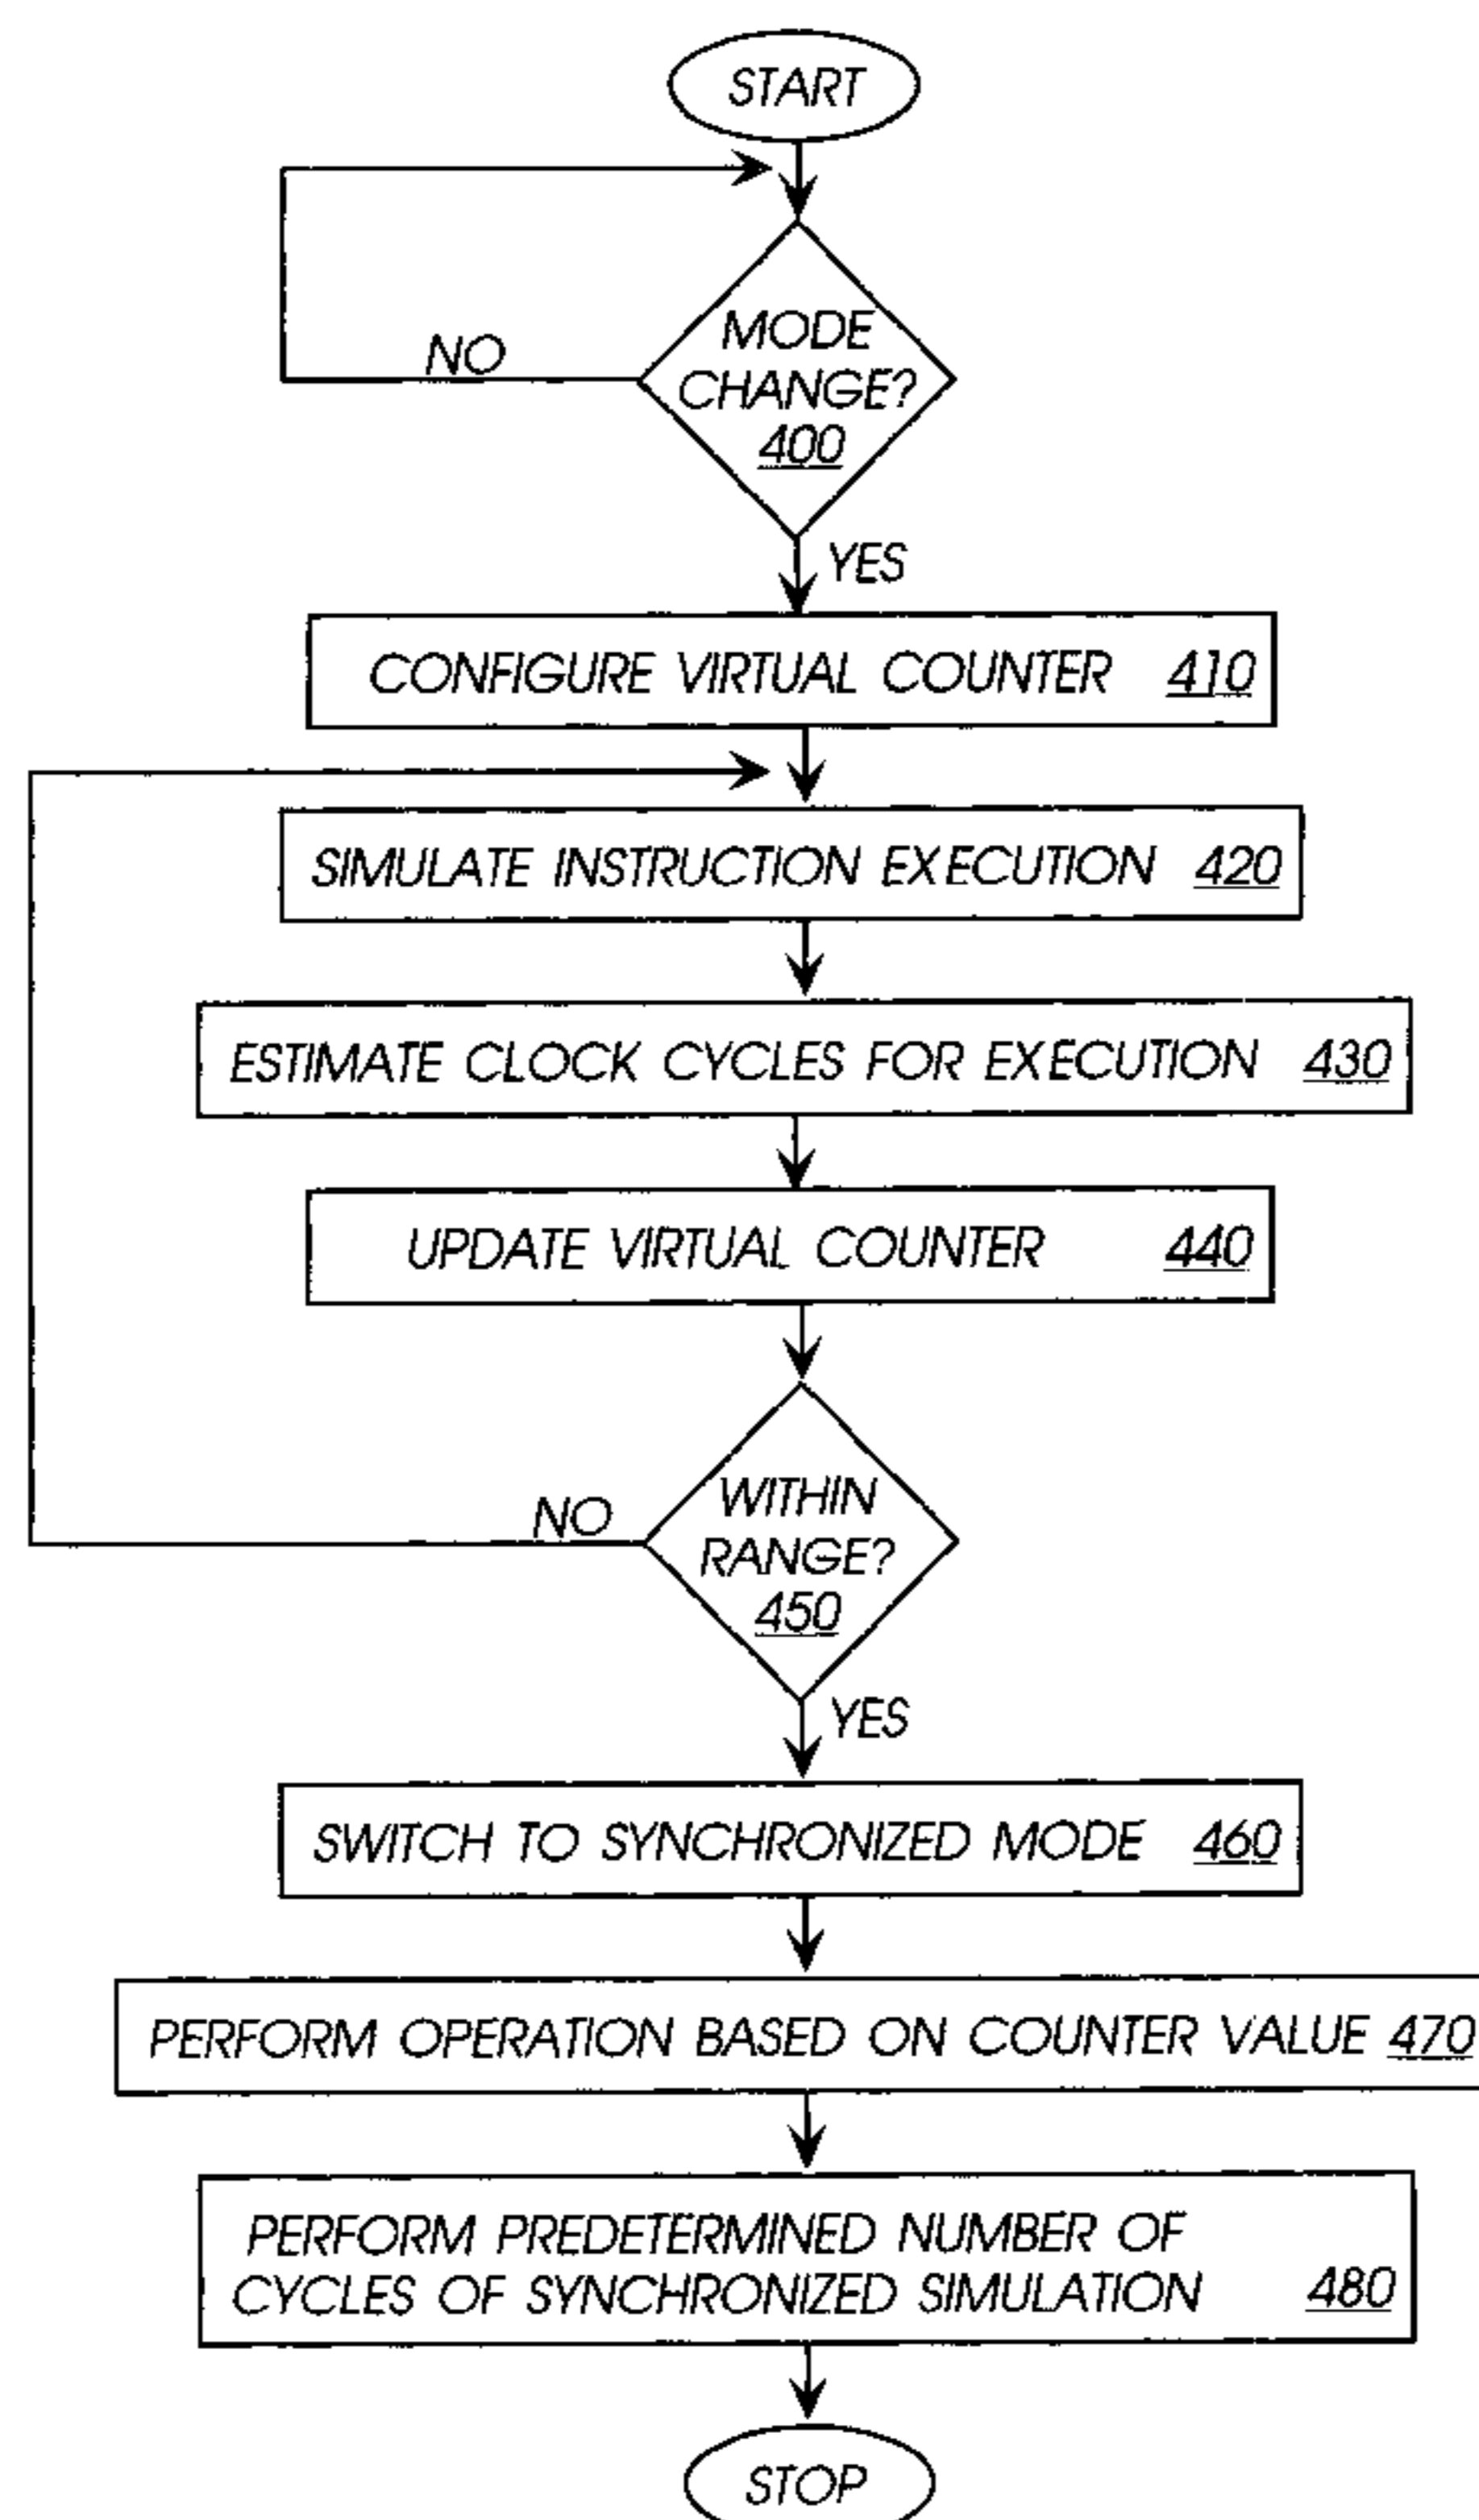 START
NO
MODE
CHANGE?
400
YES
CONFIGURE VIRTUAL COUNTER 410
SIMULATE INSTRUCTION EXECUTION 420
ESTIMATE CLOCK CYCLES FOR EXECUTION 430
UPDATE VIRTUAL COUNTER 440
NO
WITHIN
RANGE?
450
YES
SWITCH TO SYNCHRONIZED MODE 460
PERFORM OPERATION BASED ON COUNTER VALUE 470
PERFORM PREDETERMINED NUMBER OF
CYCLES OF SYNCHRONIZED SIMULATION 480
STOP